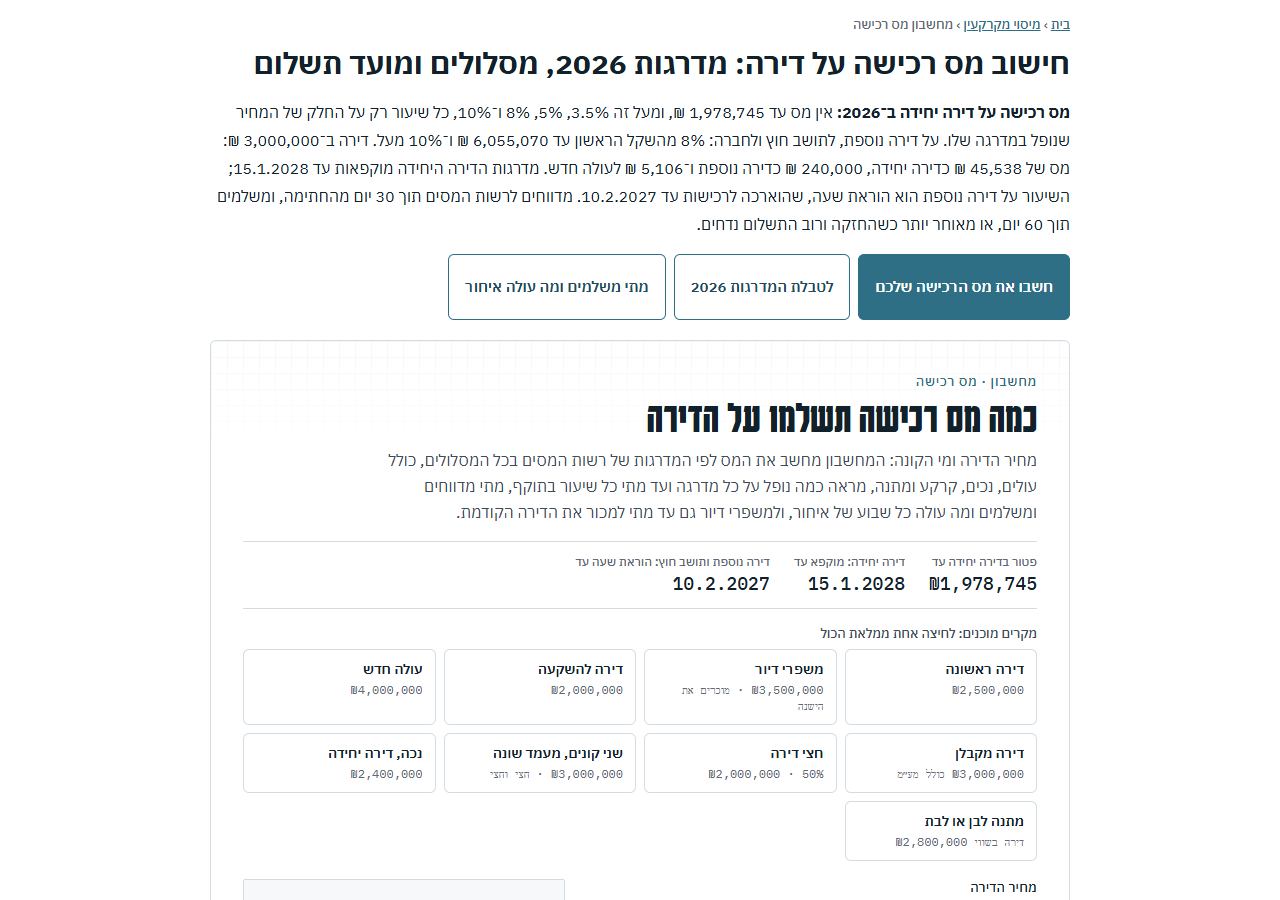 בית › מיסוי מקרקעין › מחשבון מס רכישה
חישוב מס רכישה על דירה: מדרגות 2026, מסלולים ומועד תשלום
מס רכישה על דירה יחידה ב־2026: אין מס עד 1,978,745 ₪, ומעל זה 3.5%, 5%, 8% ו־10%, כל שיעור רק על החלק של המחיר
שנופל במדרגה שלו. על דירה נוספת, לתושב חוץ ולחברה: 8% מהשקל הראשון עד 6,055,070 ₪ ו־10% מעל. דירה ב־3,000,000 ₪:
מס של 45,538 ₪ כדירה יחידה, 240,000 ₪ כדירה נוספת ו־5,106 ₪ לעולה חדש. מדרגות הדירה היחידה מוקפאות עד 15.1.2028;
השיעור על דירה נוספת הוא הוראת שעה, שהוארכה לרכישות עד 10.2.2027. מדווחים לרשות המסים תוך 30 יום מהחתימה, ומשלמים
תוך 60 יום, או מאוחר יותר כשהחזקה ורוב התשלום נדחים.
חשבו את מס הרכישה שלכם
לטבלת המדרגות 2026
מתי משלמים ומה עולה איחור
מחשבון · מס רכישה
כמה מס רכישה תשלמו על הדירה
מחיר הדירה ומי הקונה: המחשבון מחשב את המס לפי המדרגות של רשות המסים בכל המסלולים, כולל
עולים, נכים, קרקע ומתנה, מראה כמה נופל על כל מדרגה ועד מתי כל שיעור בתוקף, מתי מדווחים
ומשלמים ומה עולה כל שבוע של איחור, ולמשפרי דיור גם עד מתי למכור את הדירה הקודמת.
פטור בדירה יחידה עד
₪1,978,745
דירה יחידה: מוקפא עד
15.1.2028
דירה נוספת ותושב חוץ: הוראת שעה עד
10.2.2027
מקרים מוכנים: לחיצה אחת ממלאת הכול
דירה ראשונה
₪2,500,000
משפרי דיור
₪3,500,000 · מוכרים את
הישנה
דירה להשקעה
₪2,000,000
עולה חדש
₪4,000,000
דירה מקבלן
₪3,000,000 כולל מע״מ
חצי דירה
₪2,000,000 · 50%
שני קונים, מעמד שונה
₪3,000,000 · חצי וחצי
נכה, דירה יחידה
₪2,400,000
מתנה לבן או לבת
דירה בשווי ₪2,800,000
מחיר הדירה